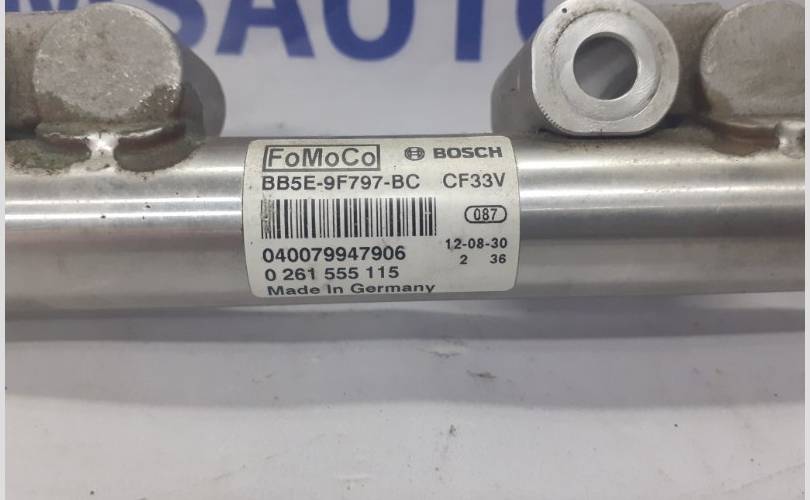 MSAUTO
FoMoCo BOSCH
BB5E-9F797-BC CF33V
087
040079947906 12-08-30
0 261 555 115 2 36
Made In Germany